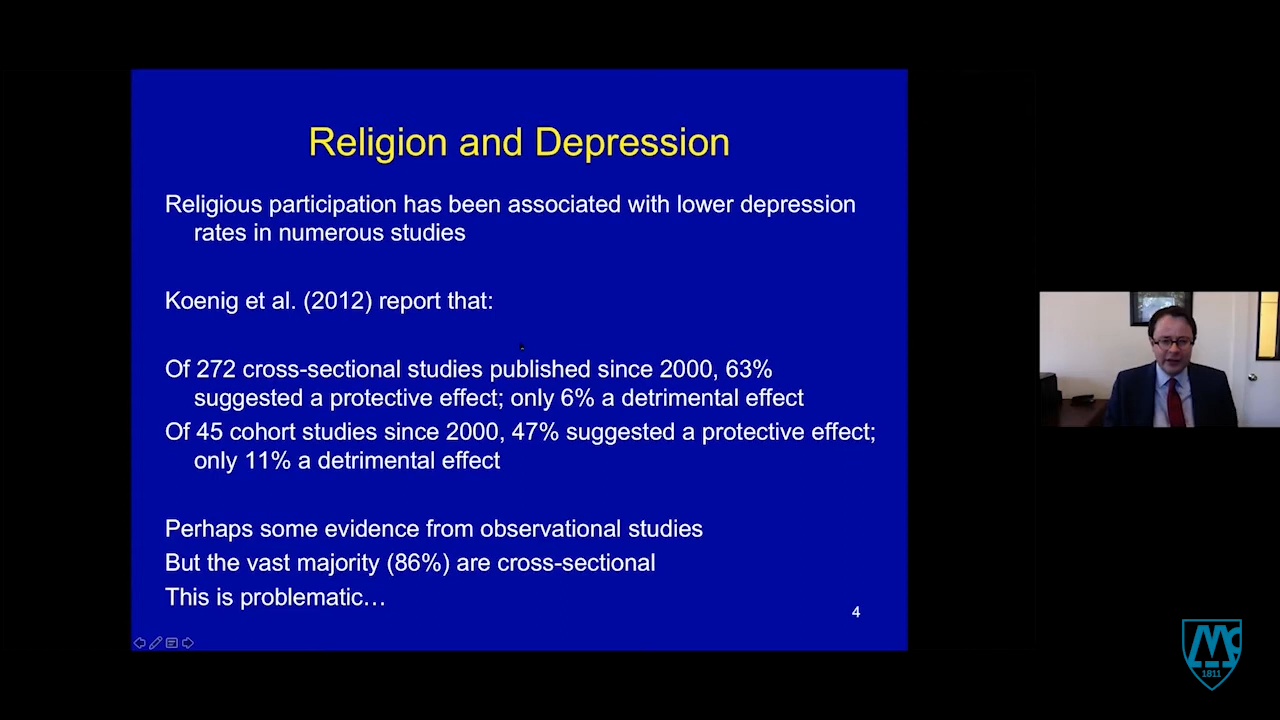 Religion and Depression
Religious participation has been associated with lower depression
rates in numerous studies
Koenig et al. (2012) report that:
Of 272 cross-sectional studies published since 2000, 63%
suggested a protective effect; only 6% a detrimental effect
Of 45 cohort studies since 2000, 47% suggested a protective effect;
only 11% a detrimental effect
Perhaps some evidence from observational studies
But the vast majority (86%) are cross-sectional
This is problematic…
4
1811